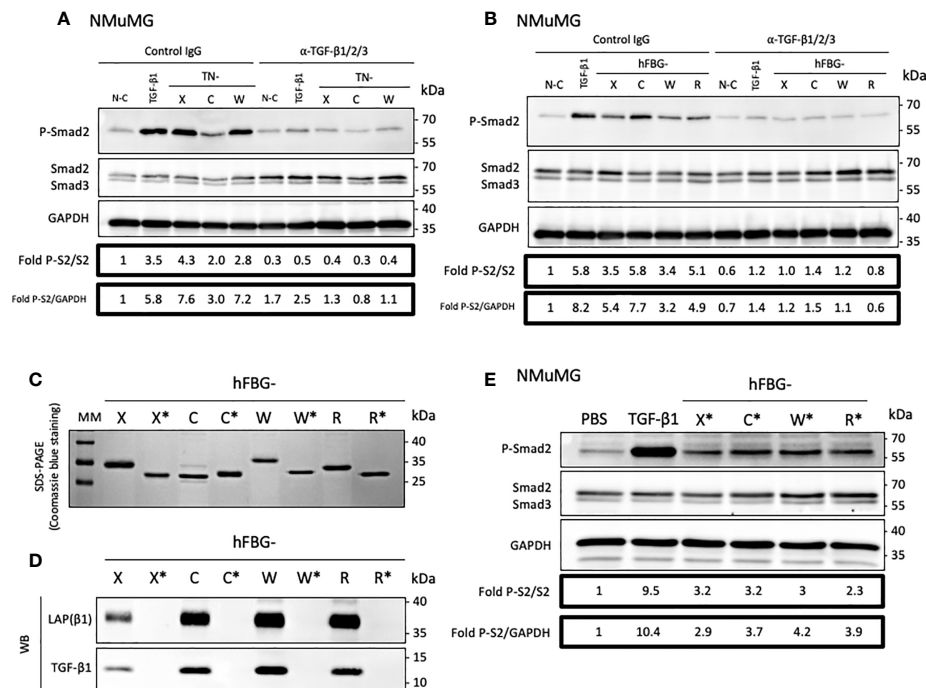 A NMuMG
Control IgG α-TGF-β1/2/3
TN- TN-
N-C TGF-β1 X C W N-C TGF-β1 X C W kDa
P-Smad2 70
55
Smad2 70
Smad3 55
GAPDH 40
35
Fold P-S2/S2 1 3.5 4.3 2.0 2.8 0.3 0.5 0.4 0.3 0.4
Fold P-S2/GAPDH 1 5.8 7.6 3.0 7.2 1.7 2.5 1.3 0.8 1.1
B NMuMG
Control IgG α-TGF-β1/2/3
hFBG- hFBG-
N-C TGF-β1 X C W R N-C TGF-β1 X C W R kDa
P-Smad2 70
55
Smad2 70
Smad3 55
GAPDH 40
35
Fold P-S2/S2 1 5.8 3.5 5.8 3.4 5.1 0.6 1.2 1.0 1.4 1.2 0.8
Fold P-S2/GAPDH 1 8.2 5.4 7.7 3.2 4.9 0.7 1.4 1.2 1.5 1.1 0.6
C
hFBG-
MM X X* C C* W W* R R* kDa
SDS-PAGE
(Coomassie blue staining)
40
35
25
D
hFBG-
X X* C C* W W* R R* kDa
WB
LAP(β1) 40
35
TGF-β1 15
10
E NMuMG
hFBG-
PBS TGF-β1 X* C* W* R* kDa
P-Smad2 70
55
Smad2 70
Smad3 55
GAPDH 40
35
Fold P-S2/S2 1 9.5 3.2 3.2 3 2.3
Fold P-S2/GAPDH 1 10.4 2.9 3.7 4.2 3.9